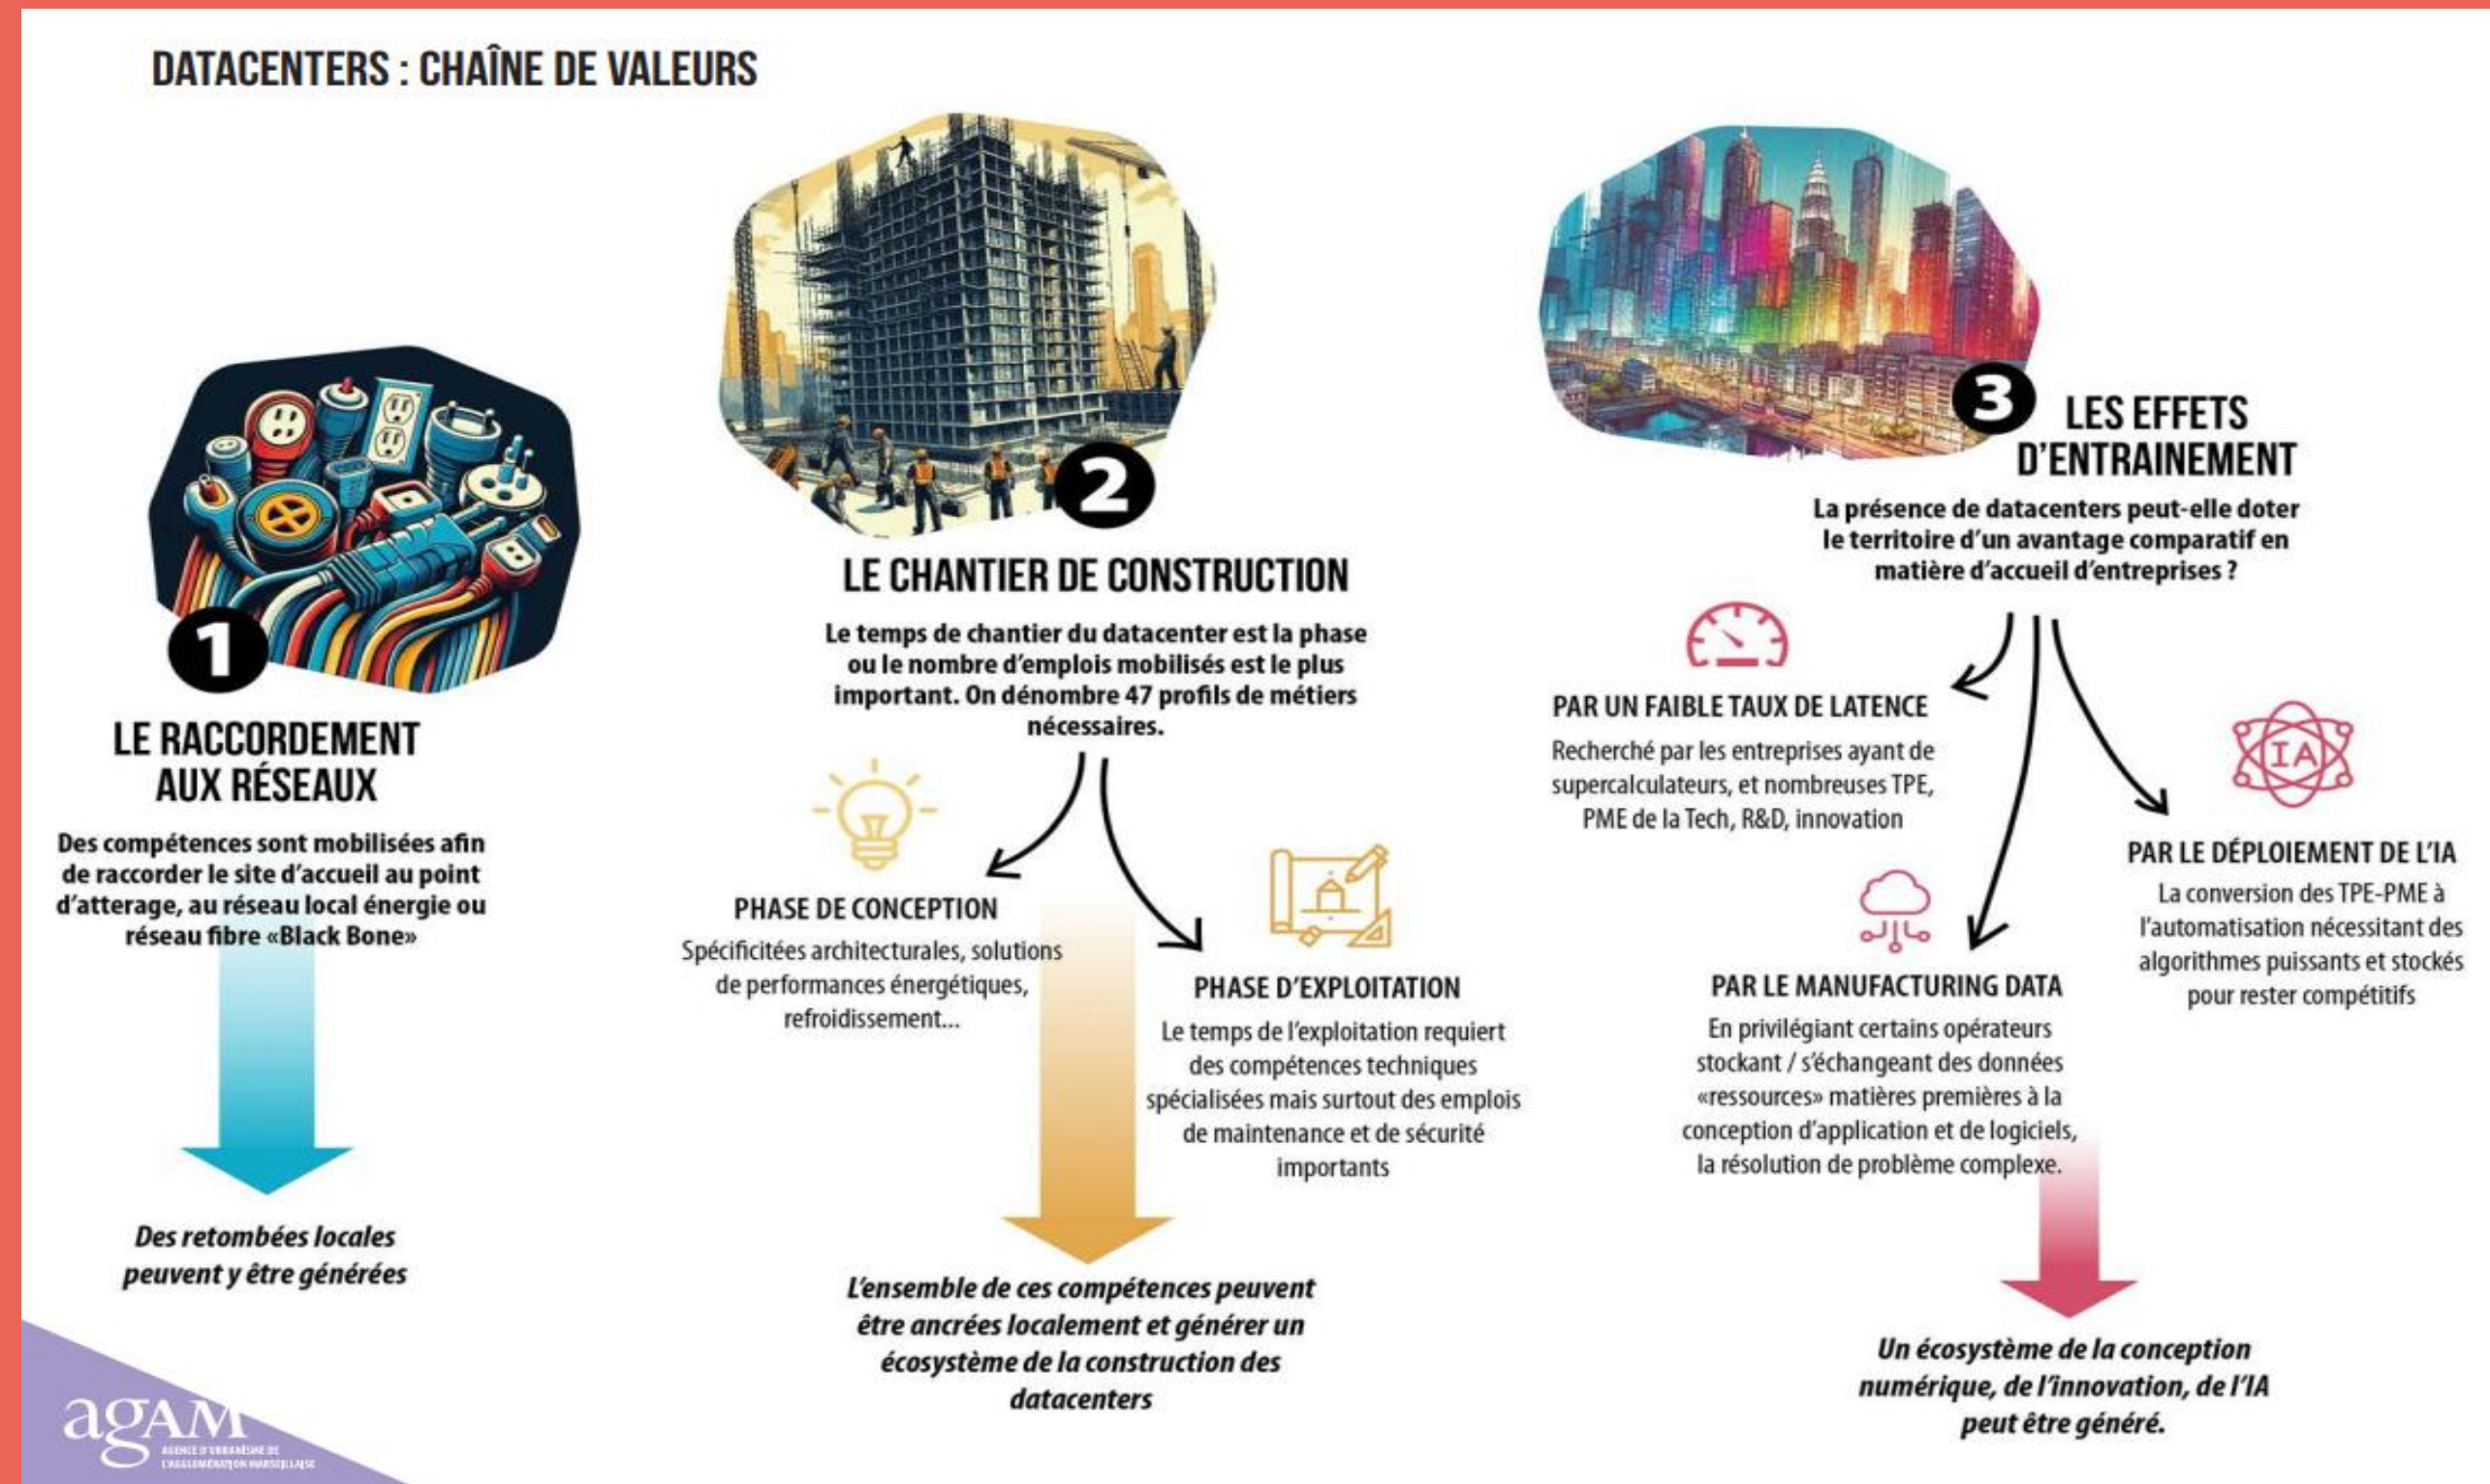 DATACENTERS : CHAÎNE DE VALEURS
1
LE RACCORDEMENT
AUX RÉSEAUX
Des compétences sont mobilisées afin
de raccorder le site d'accueil au point
d'atterage, au réseau local énergie ou
réseau fibre «Black Bone»
Des retombées locales
peuvent y être générées
2
LE CHANTIER DE CONSTRUCTION
Le temps de chantier du datacenter est la phase
ou le nombre d'emplois mobilisés est le plus
important. On dénombre 47 profils de métiers
nécessaires.
PHASE DE CONCEPTION
Spécificitées architecturales, solutions
de performances énergétiques,
refroidissement...
PHASE D'EXPLOITATION
Le temps de l'exploitation requiert
des compétences techniques
spécialisées mais surtout des emplois
de maintenance et de sécurité
importants
L'ensemble de ces compétences peuvent
être ancrées localement et générer un
écosystème de la construction des
datacenters
3
LES EFFETS
D'ENTRAINEMENT
La présence de datacenters peut-elle doter
le territoire d'un avantage comparatif en
matière d'accueil d'entreprises ?
PAR UN FAIBLE TAUX DE LATENCE
Recherché par les entreprises ayant de
supercalculateurs, et nombreuses TPE,
PME de la Tech, R&D, innovation
PAR LE MANUFACTURING DATA
En privilégiant certains opérateurs
stockant / s'échangeant des données
«ressources» matières premières à la
conception d'application et de logiciels,
la résolution de problème complexe.
IA
PAR LE DÉPLOIEMENT DE L'IA
La conversion des TPE-PME à
l'automatisation nécessitant des
algorithmes puissants et stockés
pour rester compétitifs
Un écosystème de la conception
numérique, de l'innovation, de l'IA
peut être généré.
agAM
AGENCE D'URBANISME DE
L'AGGLOMÉRATION MARSEILLAISE